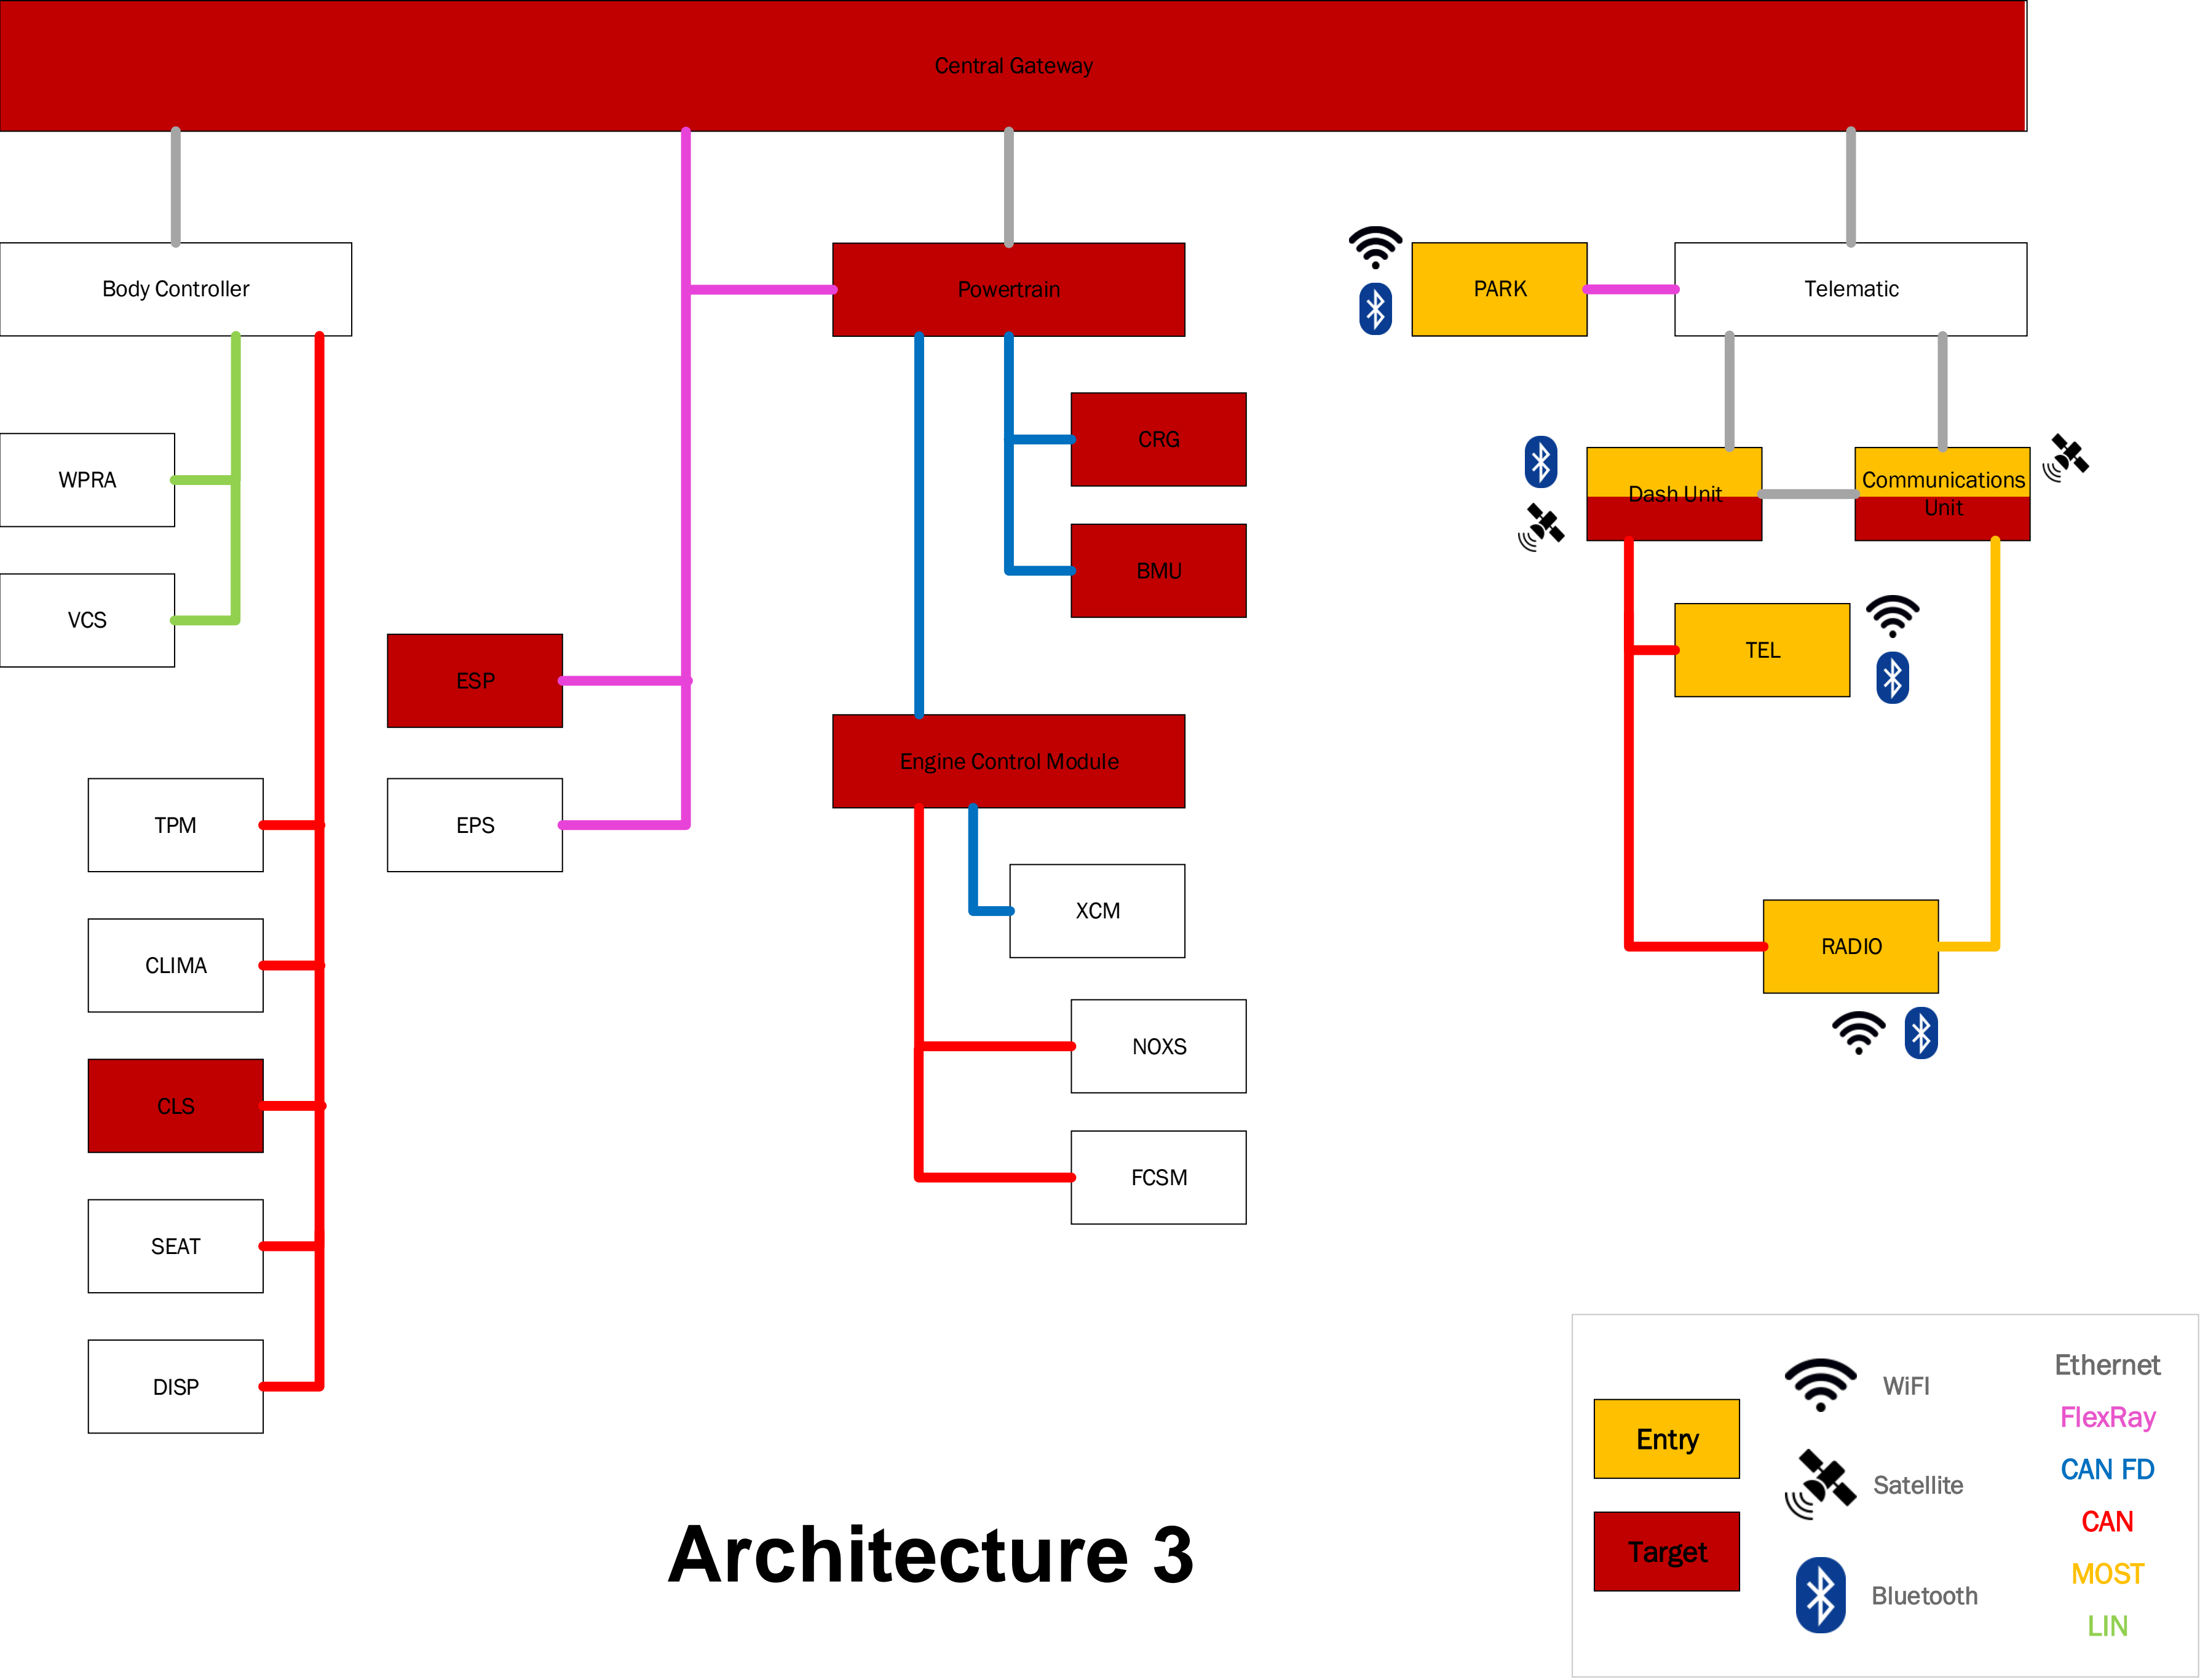 Central Gateway
Body Controller
Powertrain
PARK
Telematic
WPRA
CRG
Dash Unit
Communications
Unit
VCS
BMU
ESP
TEL
TPM
EPS
Engine Control Module
CLIMA
XCM
RADIO
CLS
NOXS
SEAT
FCSM
DISP
Architecture 3
Entry
Target
WiFI
Satellite
Bluetooth
Ethernet
FlexRay
CAN FD
CAN
MOST
LIN